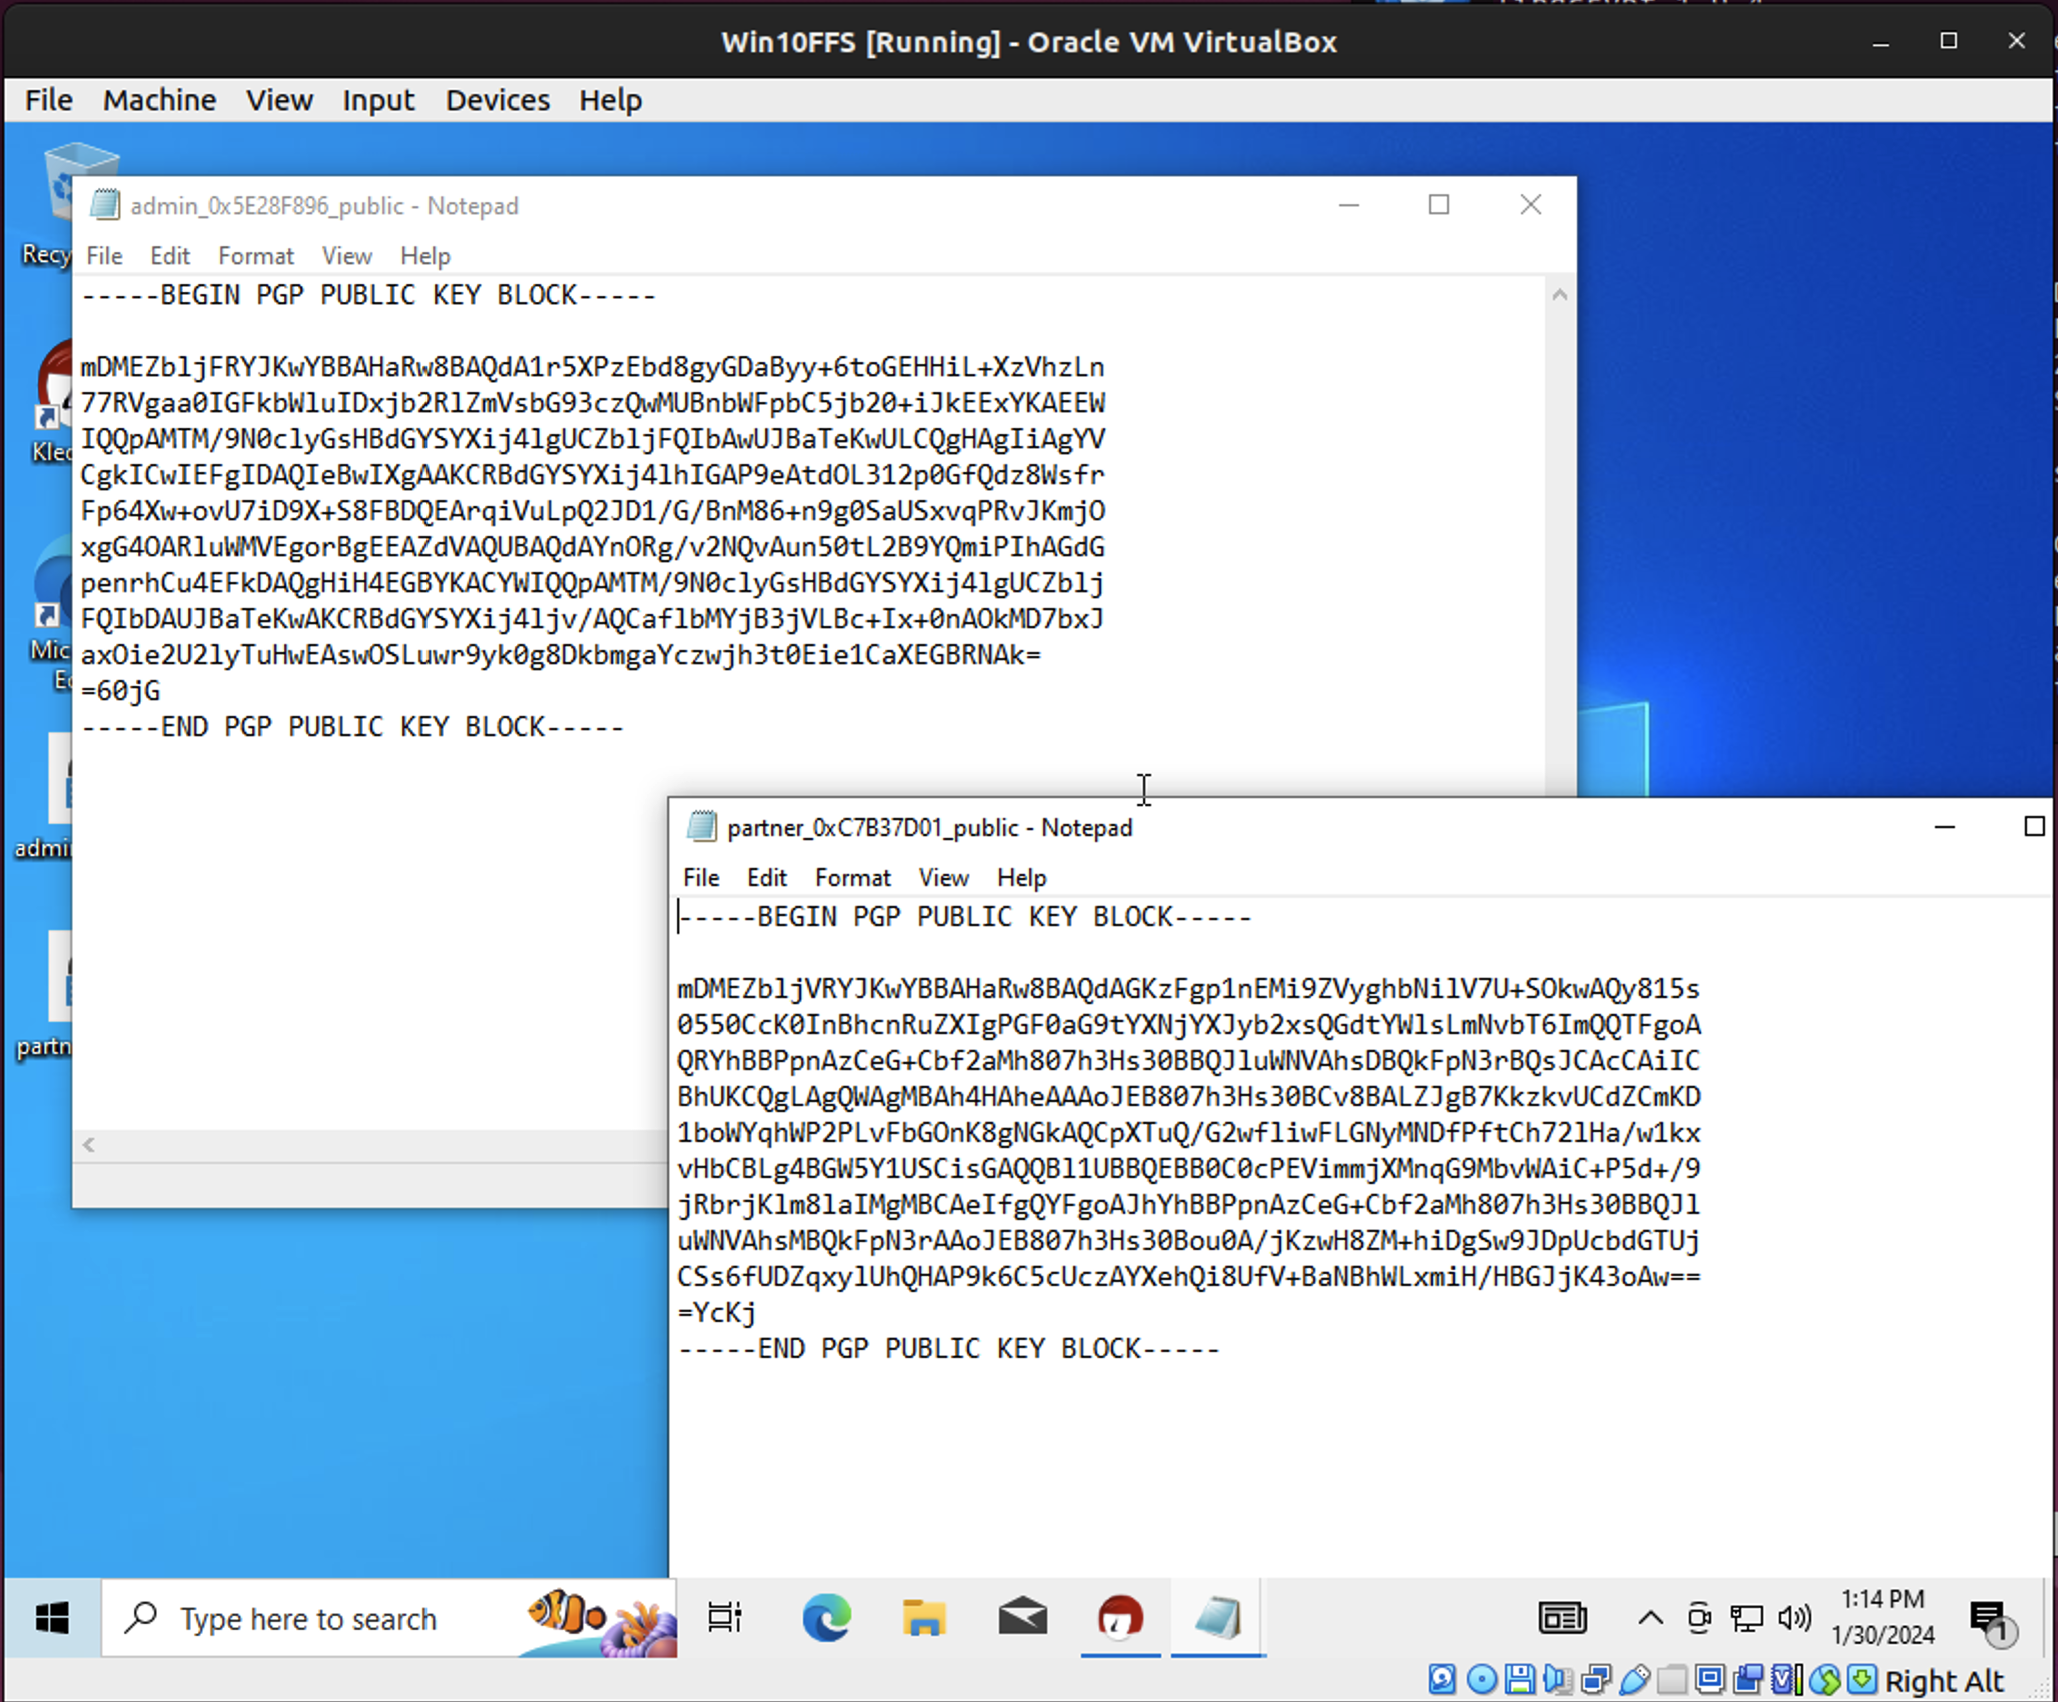 Win10FFS [Running] - Oracle VM VirtualBox
File Machine View Input Devices Help
admin_0x5E28F896_public - Notepad
File Edit Format View Help
-----BEGIN PGP PUBLIC KEY BLOCK-----
mDMEZbljFRYJKwYBBAHaRw8BAQdA1r5XPzEbd8gyGDaByy+6toGEHHiL+XzVhzLn
77RVgaa0IGFkbWluIDxjb2RlZmVsbG93czQwMUBnbWFpbC5jb20+iJkEExYKAEEW
IQQpAMTM/9N0clyGsHBdGYSYXij4lgUCZbljFQIbAwUJBaTeKwULCQgHAgIiAgYV
CgkICwIEFgIDAQIeBwIXgAAKCRBdGYSYXij4lhIGAP9eAtdOL312p0GfQdz8Wsfr
Fp64Xw+ovU7iD9X+S8FBDQEArqiVuLpQ2JD1/G/BnM86+n9g0SaUSxvqPRvJKmjO
xgG4OARluWMVEgorBgEEAZdVAQUBAQdAYnORg/v2NQvAun50tL2B9YQmiPIhAGdG
penrhCu4EFkDAQgHiH4EGBYKACYWIQQpAMTM/9N0clyGsHBdGYSYXij4lgUCZblj
FQIbDAUJBaTeKwAKCRBdGYSYXij4ljv/AQCaflbMYjB3jVLBc+Ix+0nAOkMD7bxJ
axOie2U2lyTuHwEAswOSLuwr9yk0g8DkbmgaYczwjh3t0Eie1CaXEGBRNAk=
=60jG
-----END PGP PUBLIC KEY BLOCK-----
partner_0xC7B37D01_public - Notepad
File Edit Format View Help
-----BEGIN PGP PUBLIC KEY BLOCK-----
mDMEZbljVRYJKwYBBAHaRw8BAQdAGKzFgp1nEMi9ZVyghbNilV7U+SOkwAQy815s
0550CcK0InBhcnRuZXIgPGF0aG9tYXNjYXJyb2xsQGdtYWlsLmNvbT6ImQQTFgoA
QRYhBBPpnAzCeG+Cbf2aMh807h3Hs30BBQJluWNVAhsDBQkFpN3rBQsJCAcCAiIC
BhUKCQgLAgQWAgMBAh4HAheAAAoJEB807h3Hs30BCv8BALZJgB7KkzkvUCdZCmKD
1boWYqhWP2PLvFbGOnK8gNGkAQCpXTuQ/G2wfliwFLGNyMNDfPftCh72lHa/w1kx
vHbCBLg4BGW5Y1USCisGAQQBl1UBBQEBB0C0cPEVimmjXMnqG9MbvWAiC+P5d+/9
jRbrjKlm8laIMgMBCAeIfgQYFgoAJhYhBBPpnAzCeG+Cbf2aMh807h3Hs30BBQJl
uWNVAhsMBQkFpN3rAAoJEB807h3Hs30Bou0A/jKzwH8ZM+hiDgSw9JDpUcbdGTUj
CSs6fUDZqxylUhQHAP9k6C5cUczAYXehQi8UfV+BaNBhWLxmiH/HBGJjK43oAw==
=YcKj
-----END PGP PUBLIC KEY BLOCK-----
Type here to search
1:14 PM
1/30/2024
1
Right Alt